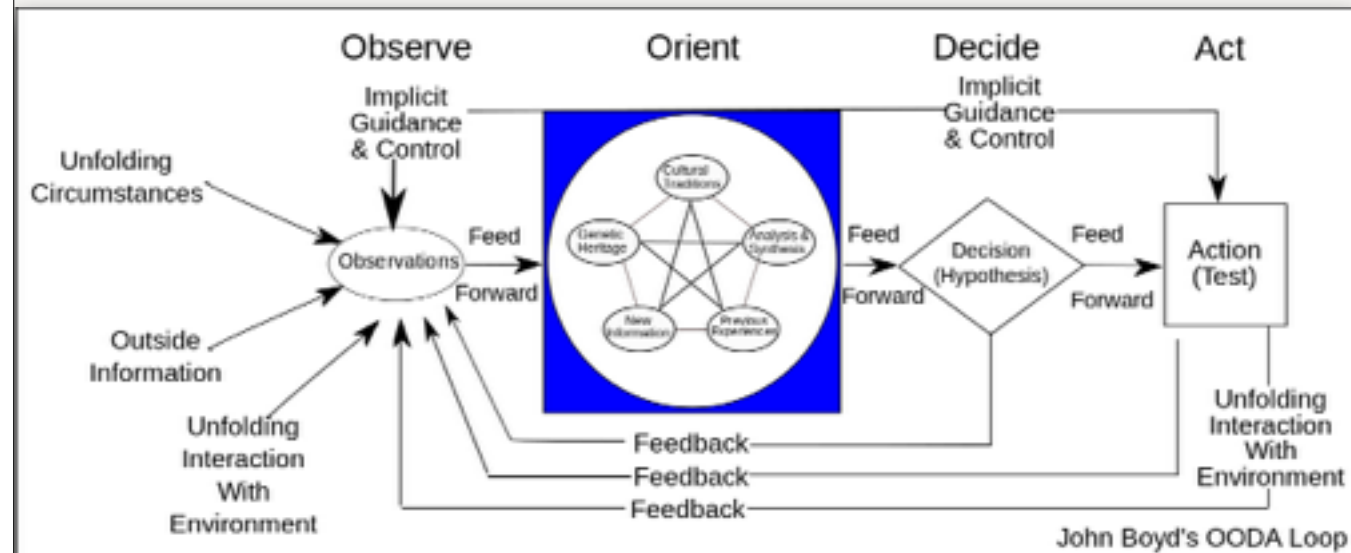 Observe
Orient
Decide
Act
Implicit
Guidance
& Control
Implicit
Guidance
& Control
Unfolding
Circumstances
Observations
Feed
Forward
Cultural
Traditions
Genetic
Heritage
Analysis &
Synthesis
New
Information
Previous
Experiences
Feed
Forward
Decision
(Hypothesis)
Feed
Forward
Action
(Test)
Outside
Information
Unfolding
Interaction
With
Environment
Feedback
Feedback
Feedback
Unfolding
Interaction
With
Environment
John Boyd's OODA Loop